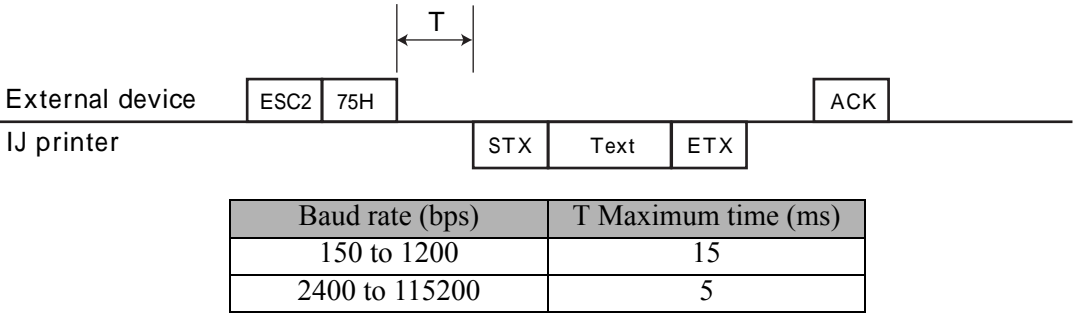 T
External device ESC2 75H ACK
IJ printer STX Text ETX
Baud rate (bps) T Maximum time (ms)
150 to 1200 15
2400 to 115200 5